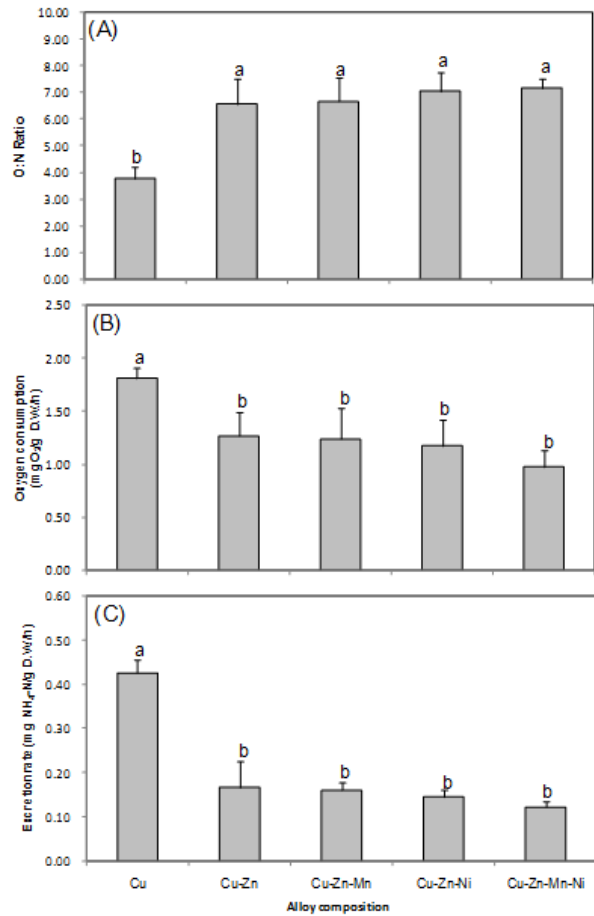 (A)
10.00
9.00
8.00
7.00
6.00
5.00
4.00
3.00
2.00
1.00
0.00
O:N Ratio
b
a
a
a
a
(B)
2.50
2.00
1.50
1.00
0.50
0.00
Oxygen consumption
(mg O₂/g D.W/h)
a
b
b
b
b
(C)
0.60
0.50
0.40
0.30
0.20
0.10
0.00
Excretion rate (mg NH₄-N/g D.W/h)
a
b
b
b
b
Cu Cu-Zn Cu-Zn-Mn Cu-Zn-Ni Cu-Zn-Mn-Ni
Alloy composition